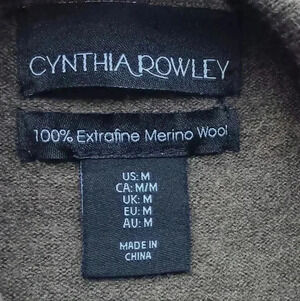 CYNTHIA ROWLEY
100% Extrafine Merino Wool
US: M
CA: M/M
UK: M
EU: M
AU: M
MADE IN
CHINA